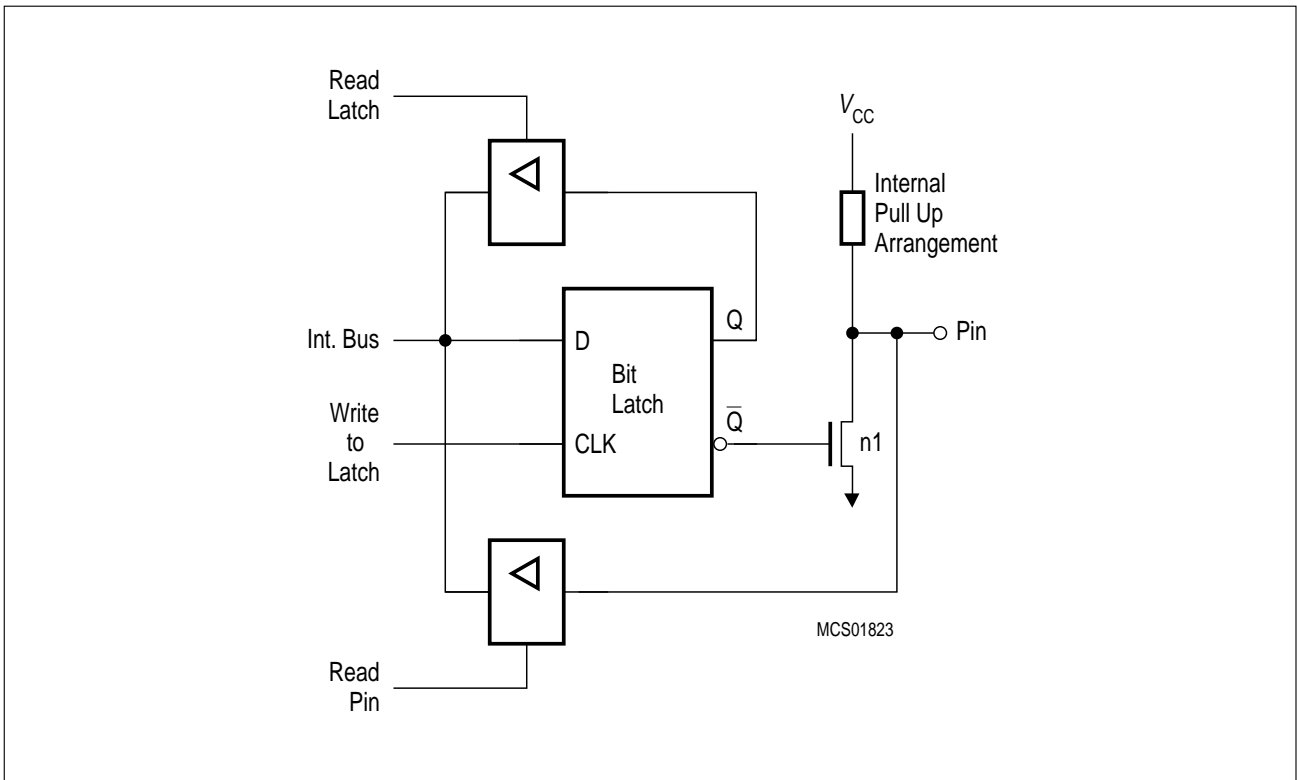 Read
Latch
VCC
Internal
Pull Up
Arrangement
Q
Int. Bus
D
Pin
Bit
Latch
Write
to
Latch
Q̅
CLK
n1
MCS01823
Read
Pin